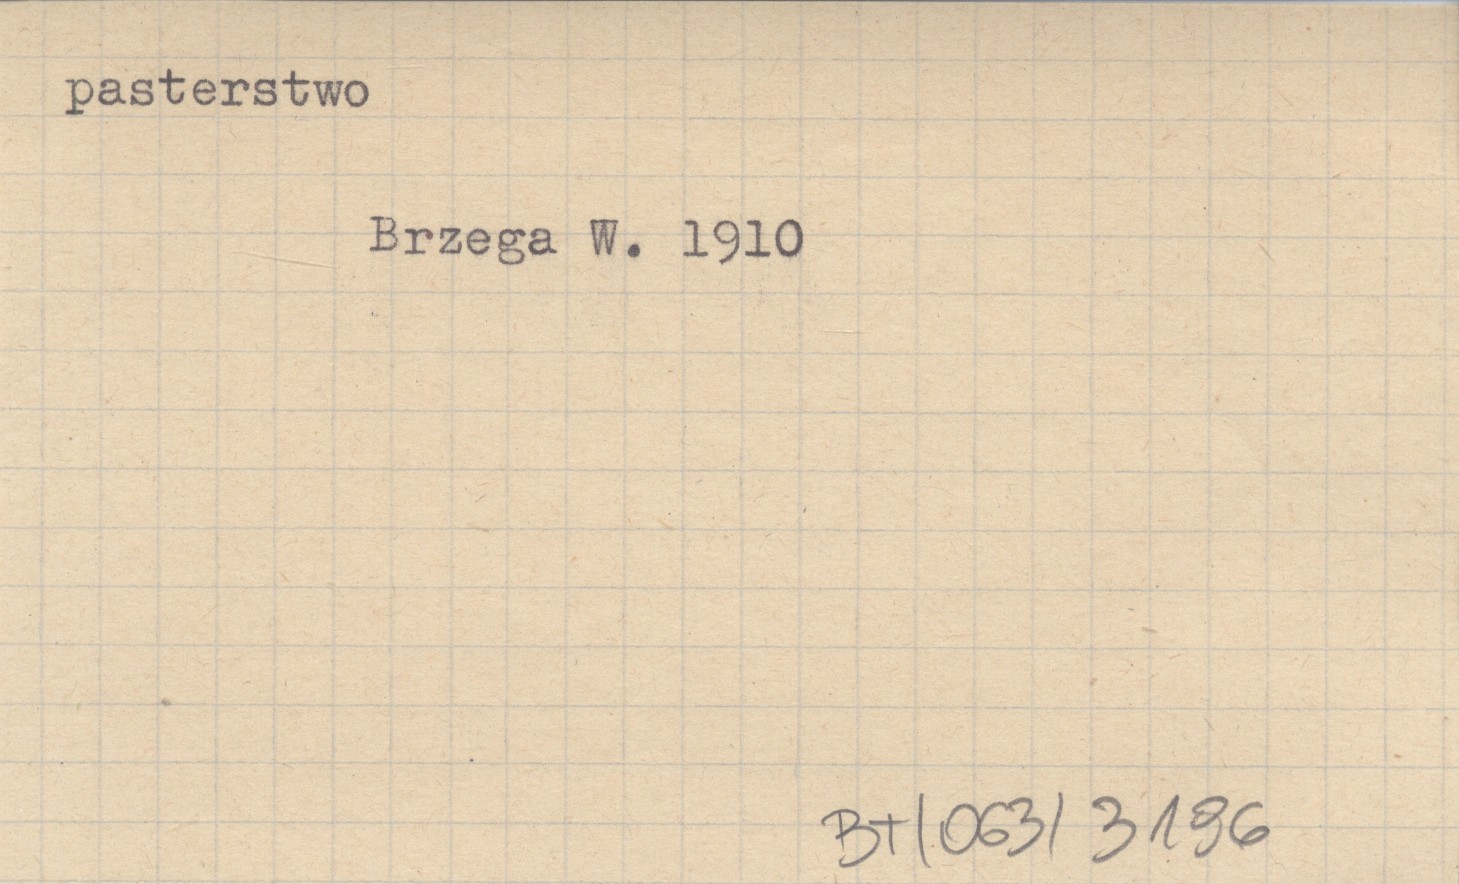 pasterstwo
Brzega W. 1910
BT/063/ 3196